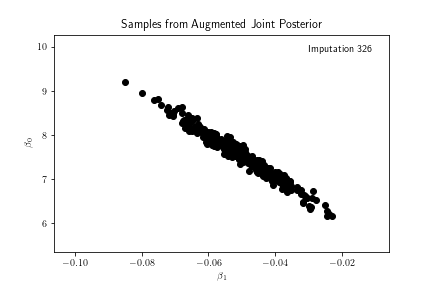 Samples from Augmented Joint Posterior
Imputation 326
10
9
8
7
6
β0
−0.10 −0.08 −0.06 −0.04 −0.02
β1